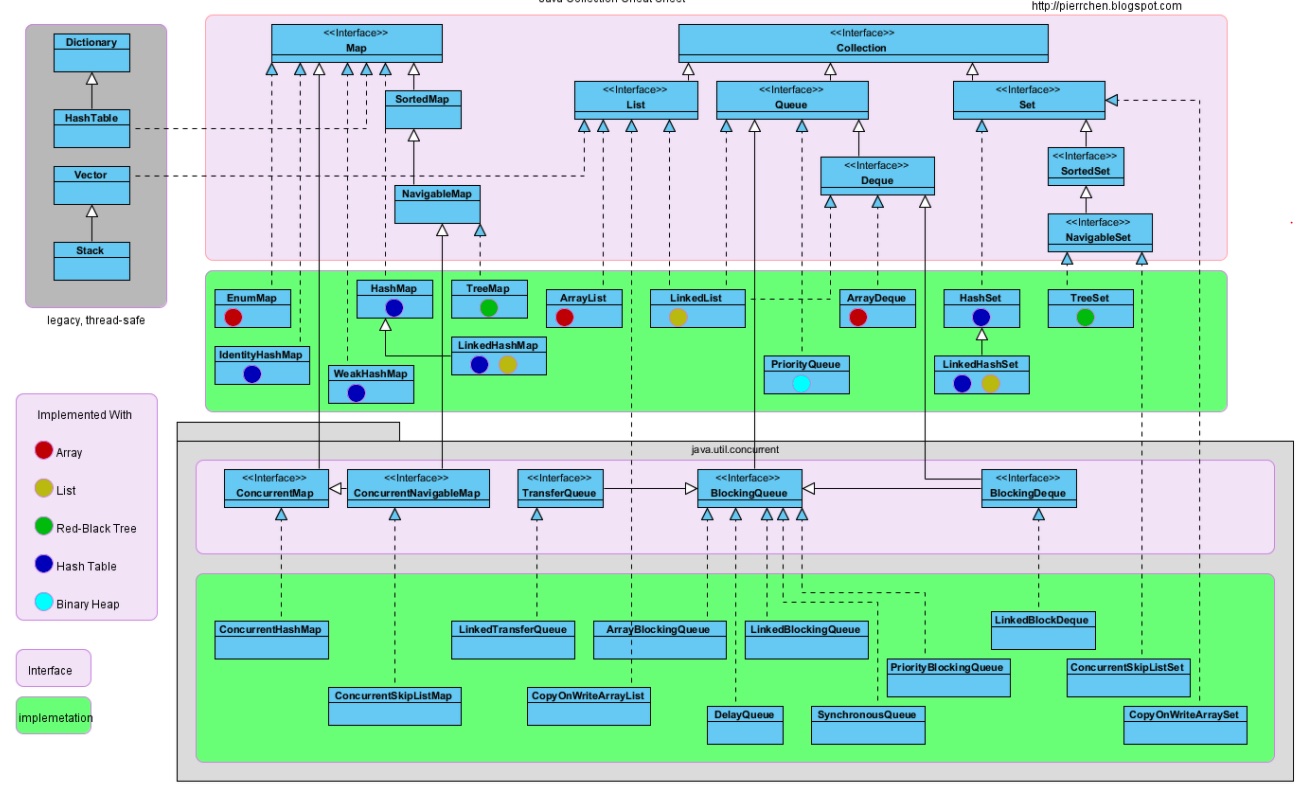 Java Collection Cheat Sheet
http://pierrchen.blogspot.com
Dictionary
HashTable
Vector
Stack
legacy, thread-safe
<<Interface>>
Map
<<Interface>>
Collection
SortedMap
<<Interface>>
List
<<Interface>>
Queue
<<Interface>>
Set
<<Interface>>
Deque
<<Interface>>
SortedSet
NavigableMap
<<Interface>>
NavigableSet
EnumMap
HashMap
TreeMap
ArrayList
LinkedList
ArrayDeque
HashSet
TreeSet
IdentityHashMap
WeakHashMap
LinkedHashMap
PriorityQueue
LinkedHashSet
Implemented With
Array
List
Red-Black Tree
Hash Table
Binary Heap
Interface
implemetation
java.util.concurrent
<<Interface>>
ConcurrentMap
<<Interface>>
ConcurrentNavigableMap
<<Interface>>
TransferQueue
<<Interface>>
BlockingQueue
<<Interface>>
BlockingDeque
ConcurrentHashMap
LinkedTransferQueue
ArrayBlockingQueue
LinkedBlockingQueue
LinkedBlockDeque
PriorityBlockingQueue
ConcurrentSkipListSet
ConcurrentSkipListMap
CopyOnWriteArrayList
DelayQueue
SynchronousQueue
CopyOnWriteArraySet